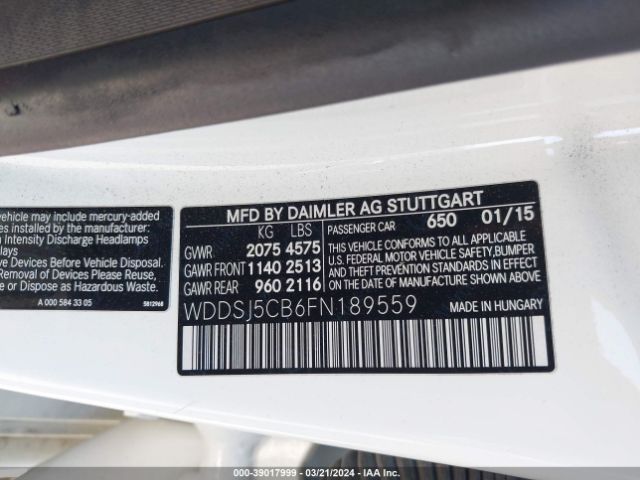 vehicle may include mercury-added
es installed by the manufacturer:
Intensity Discharge Headlamps
lays
ve Devices Before Vehicle Disposal.
Removal of Devices Please Reuse,
e or Dispose as Hazardous Waste.
A 000 584 33 05
5812968
MFD BY DAIMLER AG STUTTGART
KG LBS
PASSENGER CAR 650 01/15
GVWR 2075 4575
GAWR FRONT 1140 2513
GAWR REAR 960 2116
THIS VEHICLE CONFORMS TO ALL APPLICABLE
U.S. FEDERAL MOTOR VEHICLE SAFETY,BUMPER
AND THEFT PREVENTION STANDARDS IN EFFECT
ON THE DATE OF MANUFACTURE SHOWN ABOVE.
WDDSJ5CB6FN189559
MADE IN HUNGARY
000-39017999 - 03/21/2024 - IAA Inc.